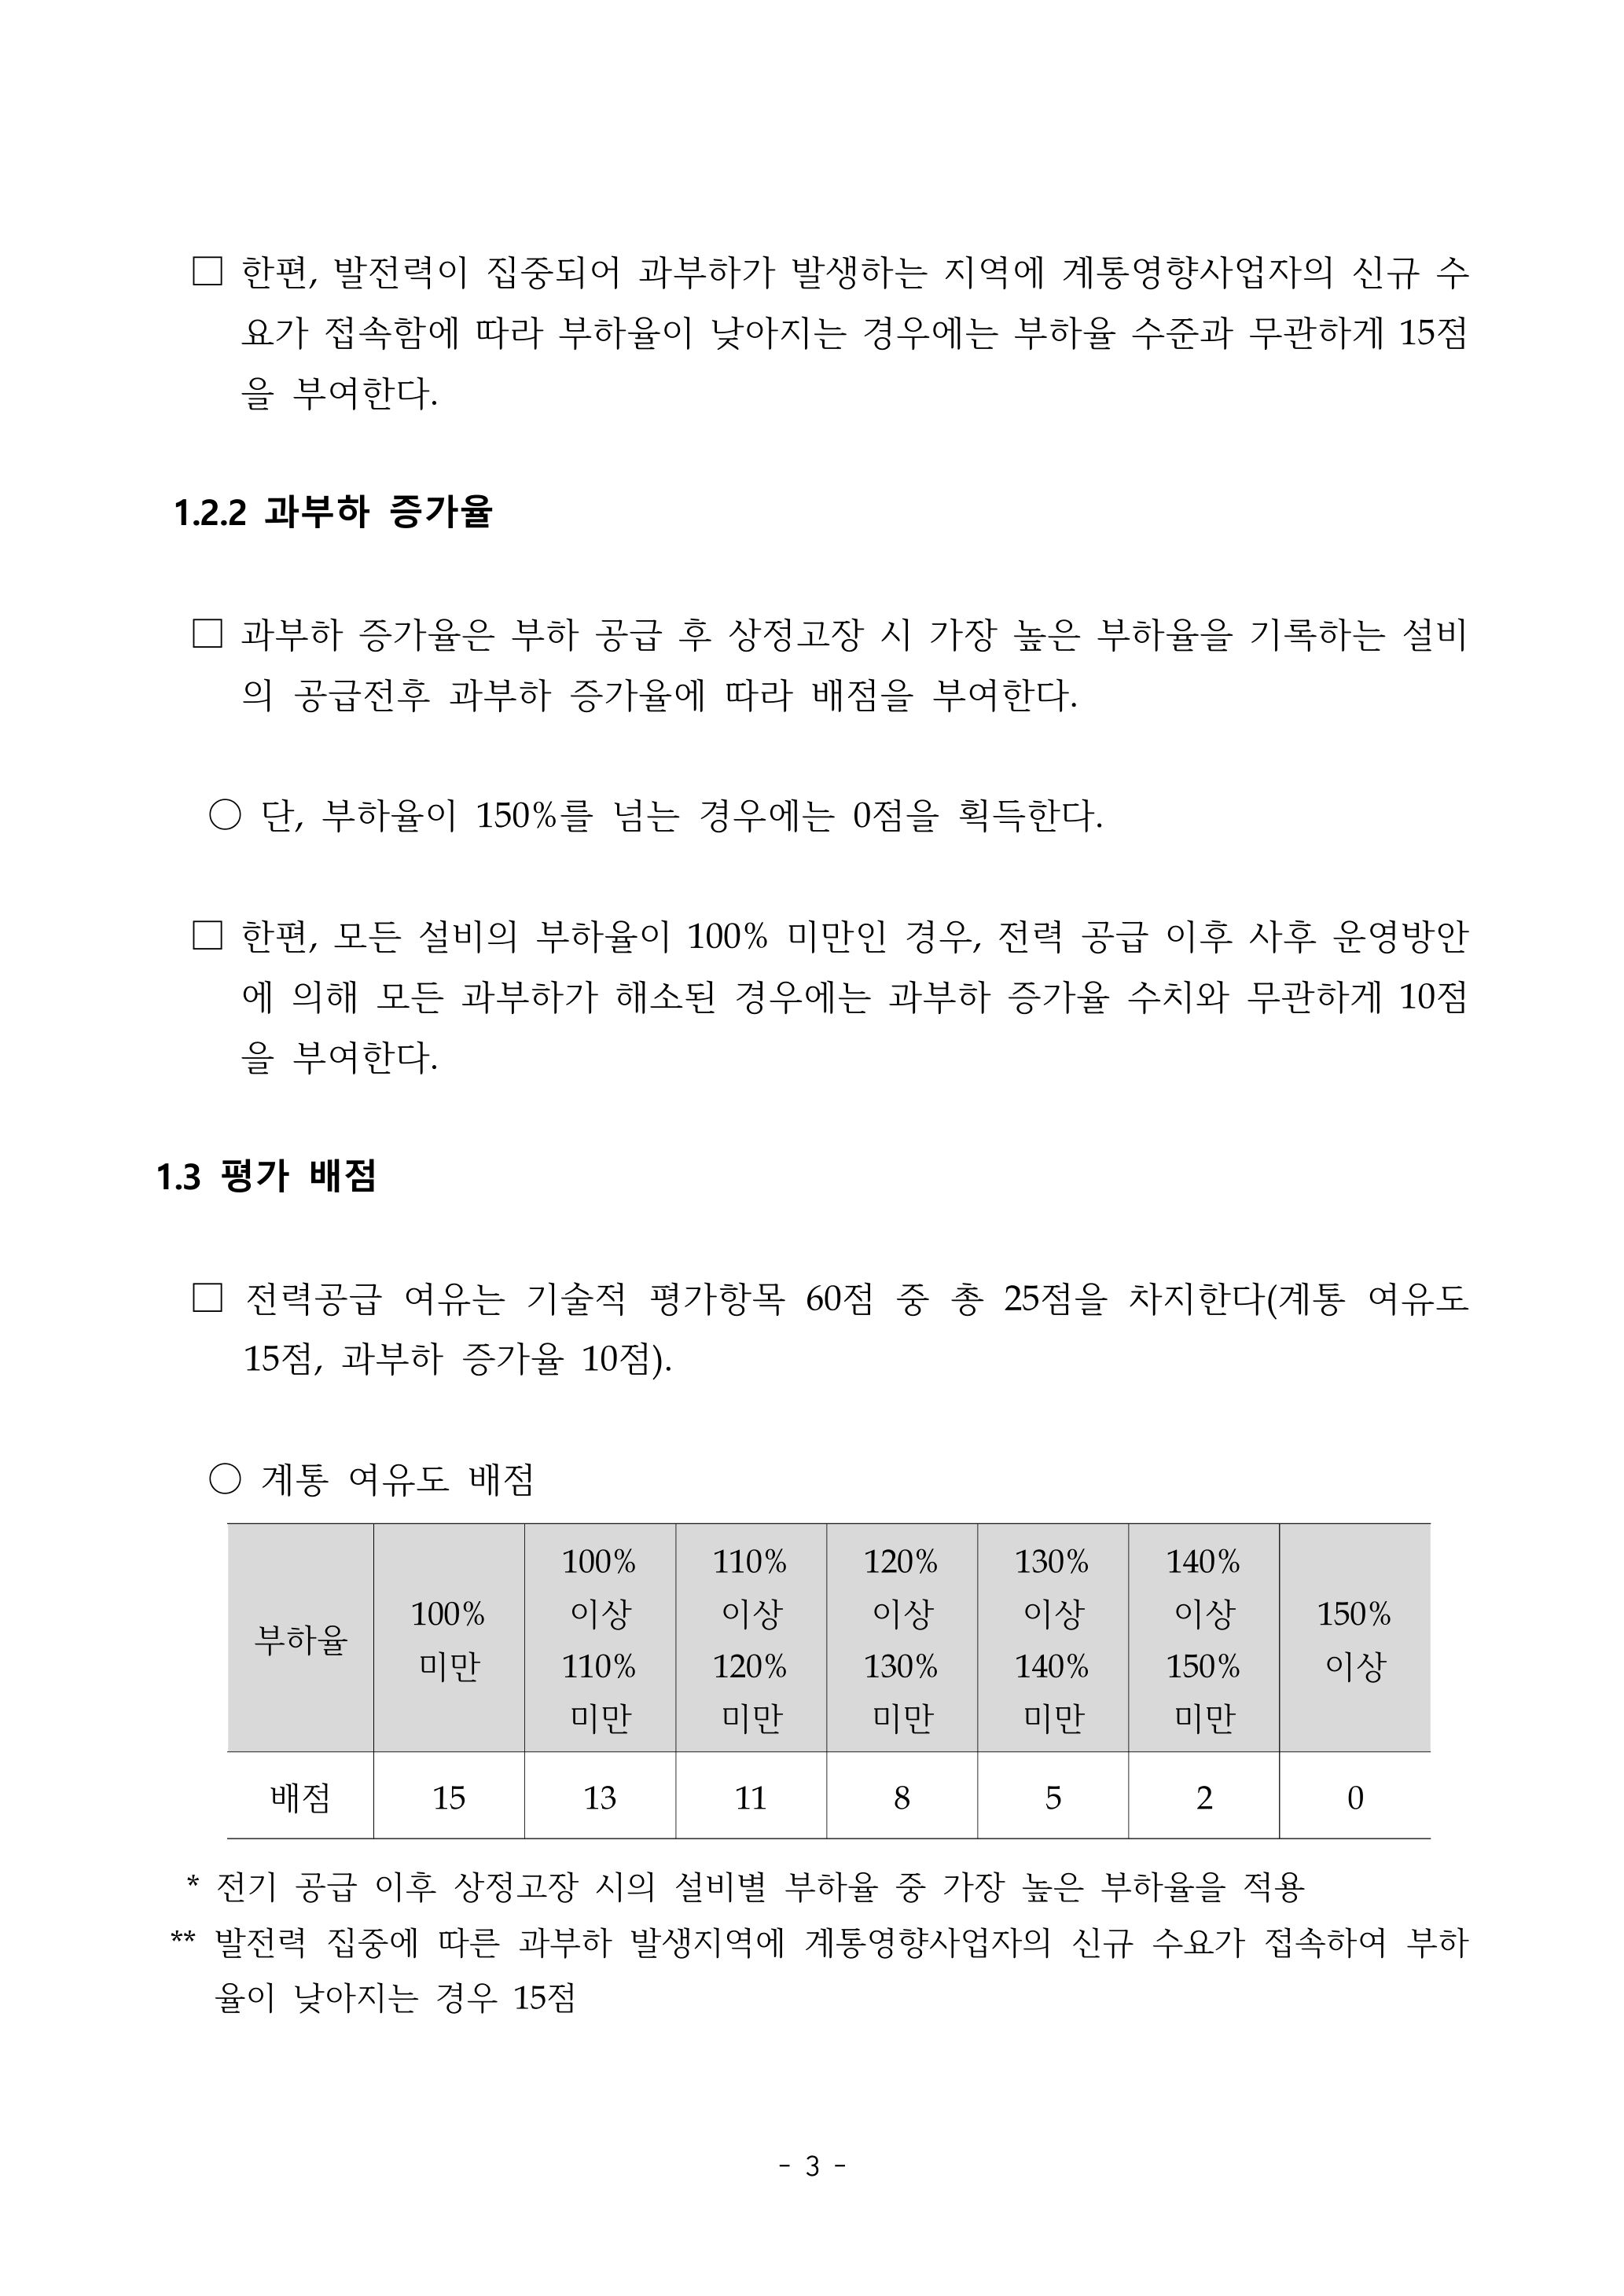 □ 한편, 발전력이 집중되어 과부하가 발생하는 지역에 계통영향사업자의 신규 수
요가 접속함에 따라 부하율이 낮아지는 경우에는 부하율 수준과 무관하게 15점
을 부여한다.
1.2.2 과부하 증가율
□ 과부하 증가율은 부하 공급 후 상정고장 시 가장 높은 부하율을 기록하는 설비
의 공급전후 과부하 증가율에 따라 배점을 부여한다.
○ 단, 부하율이 150%를 넘는 경우에는 0점을 획득한다.
□ 한편, 모든 설비의 부하율이 100% 미만인 경우, 전력 공급 이후 사후 운영방안
에 의해 모든 과부하가 해소된 경우에는 과부하 증가율 수치와 무관하게 10점
을 부여한다.
1.3 평가 배점
□ 전력공급 여유는 기술적 평가항목 60점 중 총 25점을 차지한다(계통 여유도
15점, 과부하 증가율 10점).
○ 계통 여유도 배점
부하율 100% 미만 100% 이상 110% 미만 110% 이상 120% 미만 120% 이상 130% 미만 130% 이상 140% 미만 140% 이상 150% 미만 150% 이상
배점 15 13 11 8 5 2 0
* 전기 공급 이후 상정고장 시의 설비별 부하율 중 가장 높은 부하율을 적용
** 발전력 집중에 따른 과부하 발생지역에 계통영향사업자의 신규 수요가 접속하여 부하
율이 낮아지는 경우 15점
- 3 -